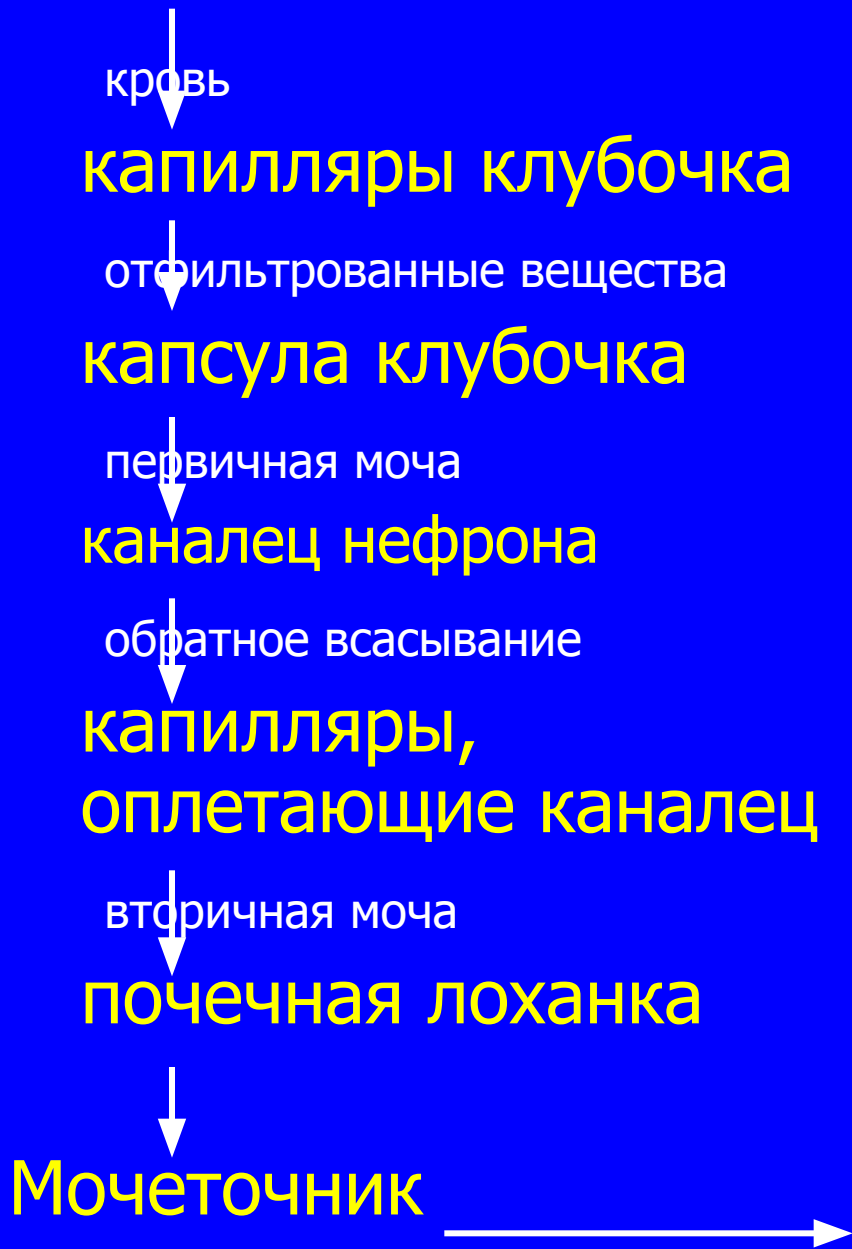 кровь
капилляры клубочка
отфильтрованные вещества
капсула клубочка
первичная моча
каналец нефрона
обратное всасывание
капилляры,
оплетающие каналец
вторичная моча
почечная лоханка
Мочеточник